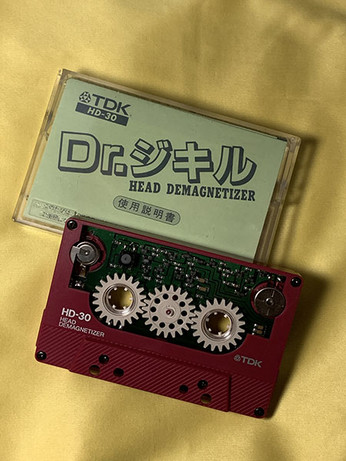 TDK
HD-30
Dr.ジキル
HEAD DEMAGNETIZER
使用説明書
HD-30
HEAD
DEMAGNETIZER
TDK